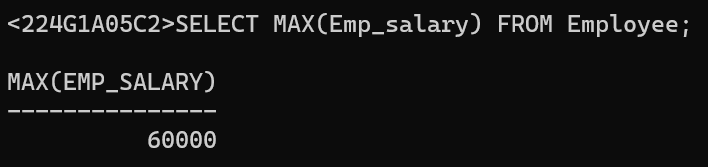 <224G1A05C2>SELECT MAX(Emp_salary) FROM Employee;
MAX(EMP_SALARY)
---------------
60000